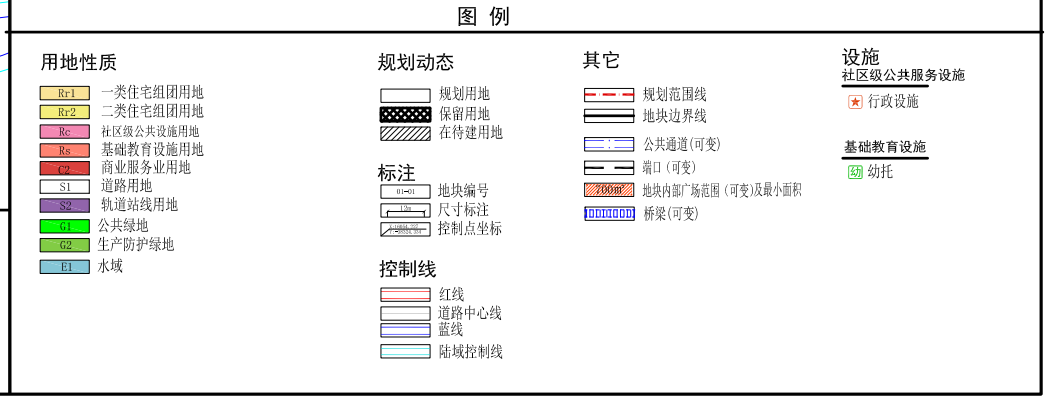 图 例
用地性质
Rr1 一类住宅组团用地
Rr2 二类住宅组团用地
Rc 社区级公共设施用地
Rs 基础教育设施用地
C2 商业服务业用地
S1 道路用地
S2 轨道站线用地
G1 公共绿地
G2 生产防护绿地
E1 水域
规划动态
规划用地
保留用地
在待建用地
标注
01-01 地块编号
12m 尺寸标注
控制点坐标
控制线
红线
道路中心线
蓝线
陆域控制线
其它
规划范围线
地块边界线
公共通道(可变)
端口(可变)
700m² 地块内部广场范围(可变)及最小面积
桥梁(可变)
设施
社区级公共服务设施
行政设施
基础教育设施
幼 幼托